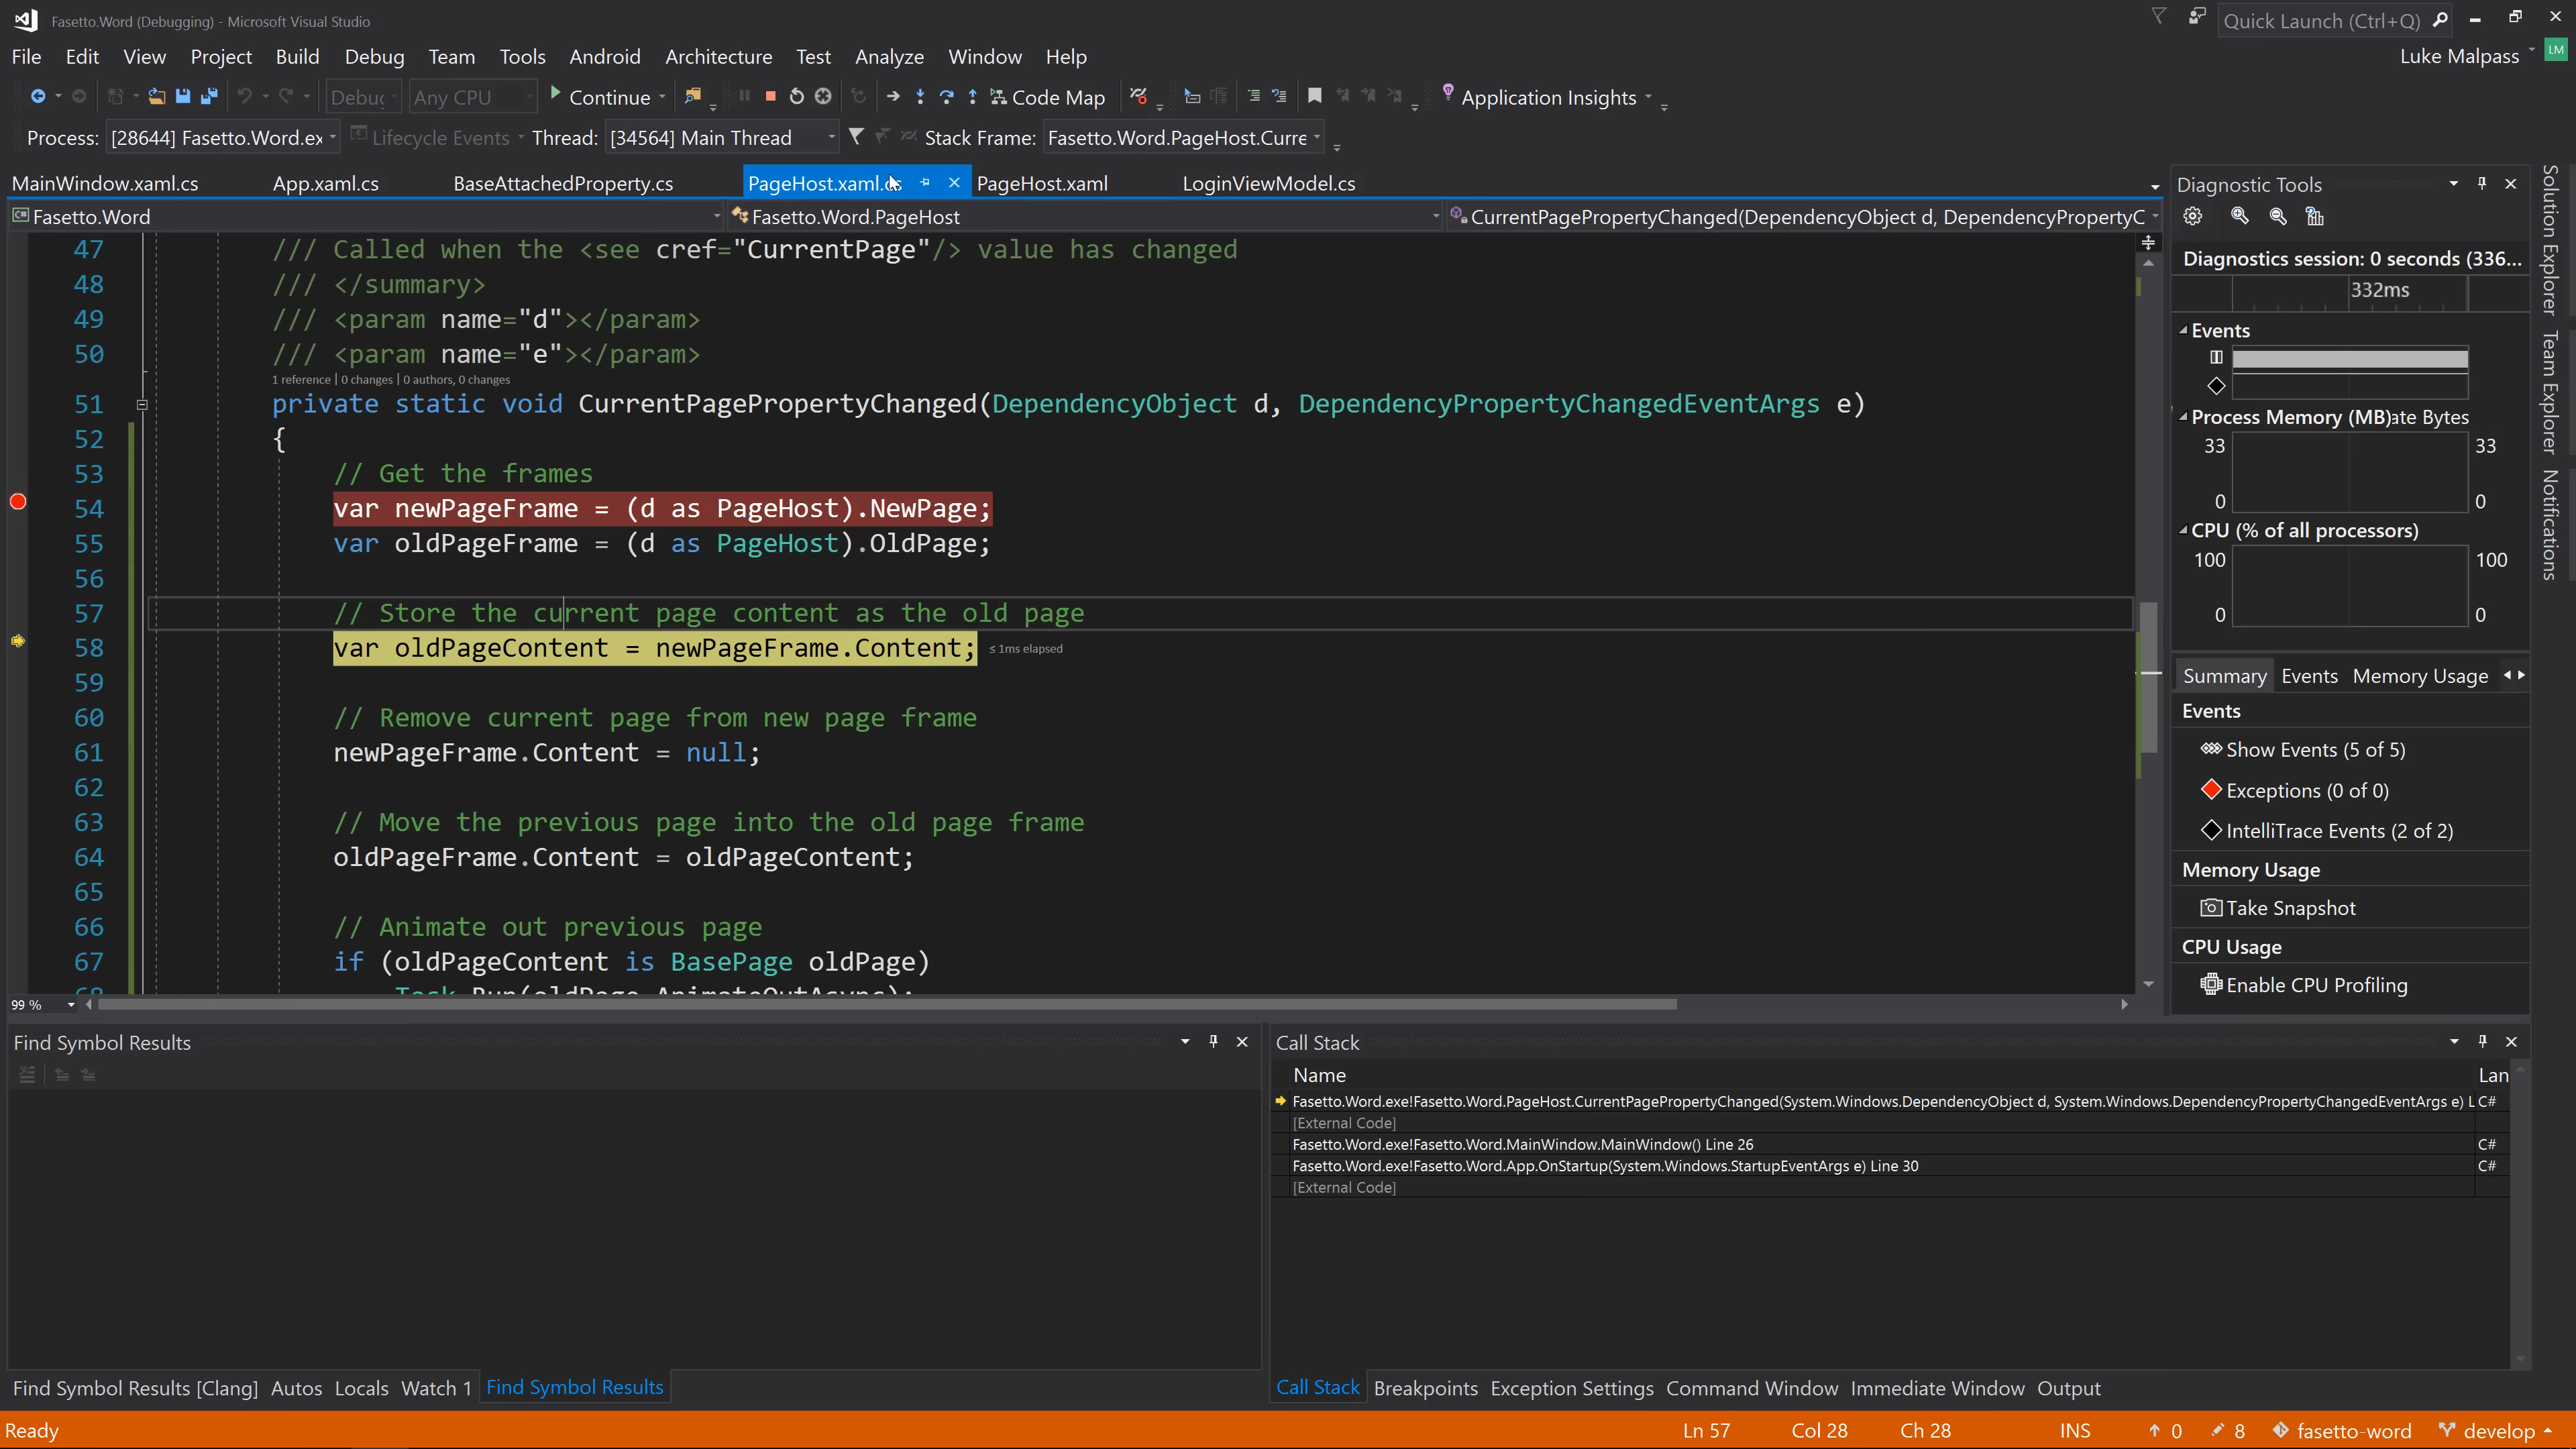 Fasetto.Word (Debugging) - Microsoft Visual Studio
Quick Launch (Ctrl+Q)
File Edit View Project Build Debug Team Tools Android Architecture Test Analyze Window Help
Luke Malpass LM
Debug Any CPU Continue Code Map Application Insights
Process: [28644] Fasetto.Word.ex Lifecycle Events Thread: [34564] Main Thread Stack Frame: Fasetto.Word.PageHost.Curre
MainWindow.xaml.cs App.xaml.cs BaseAttachedProperty.cs PageHost.xaml.cs PageHost.xaml LoginViewModel.cs
Fasetto.Word Fasetto.Word.PageHost CurrentPagePropertyChanged(DependencyObject d, DependencyPropertyC
47 /// Called when the <see cref="CurrentPage"/> value has changed
48 /// </summary>
49 /// <param name="d"></param>
50 /// <param name="e"></param>
1 reference | 0 changes | 0 authors, 0 changes
51 private static void CurrentPagePropertyChanged(DependencyObject d, DependencyPropertyChangedEventArgs e)
52 {
53 // Get the frames
54 var newPageFrame = (d as PageHost).NewPage;
55 var oldPageFrame = (d as PageHost).OldPage;
56
57 // Store the current page content as the old page
58 var oldPageContent = newPageFrame.Content; ≤ 1ms elapsed
59
60 // Remove current page from new page frame
61 newPageFrame.Content = null;
62
63 // Move the previous page into the old page frame
64 oldPageFrame.Content = oldPageContent;
65
66 // Animate out previous page
67 if (oldPageContent is BasePage oldPage)
68 Task.Run(oldPage.AnimateOutAsync);
99 %
Diagnostic Tools
Diagnostics session: 0 seconds (336...
332ms
Events
Process Memory (MB)ate Bytes
33 33
0 0
CPU (% of all processors)
100 100
0 0
Summary Events Memory Usage
Events
Show Events (5 of 5)
Exceptions (0 of 0)
IntelliTrace Events (2 of 2)
Memory Usage
Take Snapshot
CPU Usage
Enable CPU Profiling
Solution Explorer
Team Explorer
Notifications
Find Symbol Results
Call Stack
Name Lan
Fasetto.Word.exe!Fasetto.Word.PageHost.CurrentPagePropertyChanged(System.Windows.DependencyObject d, System.Windows.DependencyPropertyChangedEventArgs e) L C#
[External Code]
Fasetto.Word.exe!Fasetto.Word.MainWindow.MainWindow() Line 26 C#
Fasetto.Word.exe!Fasetto.Word.App.OnStartup(System.Windows.StartupEventArgs e) Line 30 C#
[External Code]
Find Symbol Results [Clang] Autos Locals Watch 1 Find Symbol Results
Call Stack Breakpoints Exception Settings Command Window Immediate Window Output
Ready Ln 57 Col 28 Ch 28 INS 0 8 fasetto-word develop